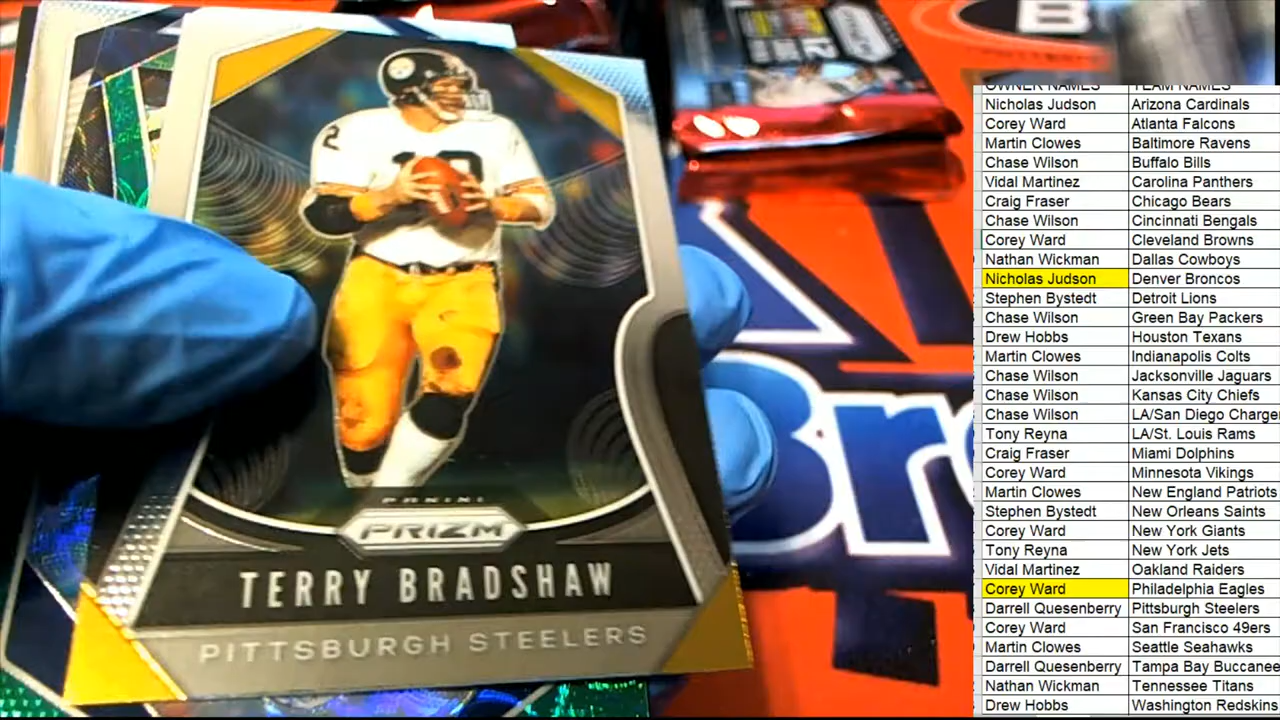 B
OWNER NAMES TEAM NAMES
Nicholas Judson Arizona Cardinals
Corey Ward Atlanta Falcons
Martin Clowes Baltimore Ravens
Chase Wilson Buffalo Bills
Vidal Martinez Carolina Panthers
Craig Fraser Chicago Bears
Chase Wilson Cincinnati Bengals
Corey Ward Cleveland Browns
Nathan Wickman Dallas Cowboys
Nicholas Judson Denver Broncos
Stephen Bystedt Detroit Lions
Chase Wilson Green Bay Packers
Drew Hobbs Houston Texans
Martin Clowes Indianapolis Colts
Chase Wilson Jacksonville Jaguars
Chase Wilson Kansas City Chiefs
Chase Wilson LA/San Diego Charge
Tony Reyna LA/St. Louis Rams
Craig Fraser Miami Dolphins
Corey Ward Minnesota Vikings
Martin Clowes New England Patriots
Stephen Bystedt New Orleans Saints
Corey Ward New York Giants
Tony Reyna New York Jets
Vidal Martinez Oakland Raiders
Corey Ward Philadelphia Eagles
Darrell Quesenberry Pittsburgh Steelers
Corey Ward San Francisco 49ers
Martin Clowes Seattle Seahawks
Darrell Quesenberry Tampa Bay Buccanee
Nathan Wickman Tennessee Titans
Drew Hobbs Washington Redskins
12
PANINI
PRIZM
TERRY BRADSHAW
PITTSBURGH STEELERS
Br